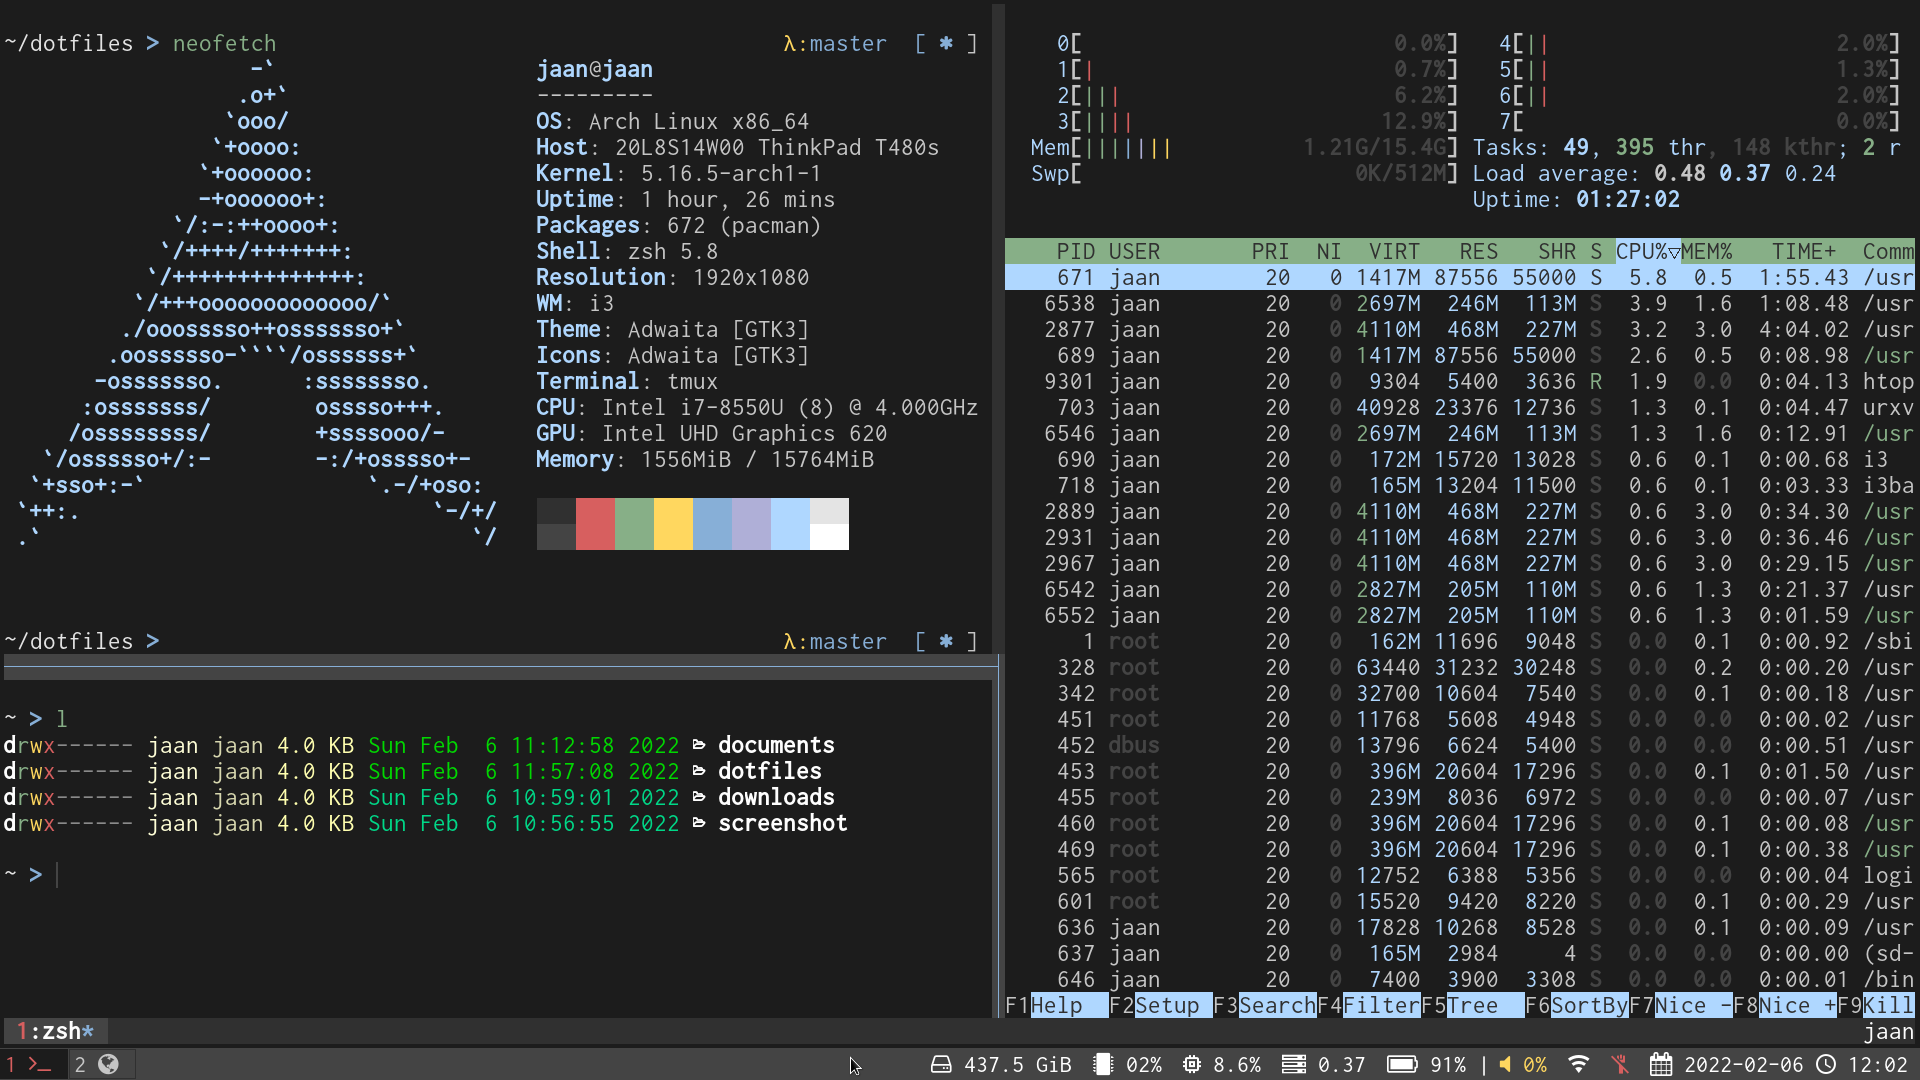 ~/dotfiles > neofetch λ:master [ * ]
-`
.o+`
`ooo/
`+oooo:
`+oooooo:
-+oooooo+:
`/:-:++oooo+:
`/++++/+++++++:
`/++++++++++++++:
`/+++ooooooooooooo/`
./ooosssso++osssssso+`
.oossssso-````/ossssss+`
-osssssso. :ssssssso.
:osssssss/ osssso+++.
/ossssssss/ +ssssooo/-
`/ossssso+/:- -:/+osssso+-
`+sso+:-` `.-/+oso:
`++:. `-/+/
.` `/
jaan@jaan
---------
OS: Arch Linux x86_64
Host: 20L8S14W00 ThinkPad T480s
Kernel: 5.16.5-arch1-1
Uptime: 1 hour, 26 mins
Packages: 672 (pacman)
Shell: zsh 5.8
Resolution: 1920x1080
WM: i3
Theme: Adwaita [GTK3]
Icons: Adwaita [GTK3]
Terminal: tmux
CPU: Intel i7-8550U (8) @ 4.000GHz
GPU: Intel UHD Graphics 620
Memory: 1556MiB / 15764MiB
~/dotfiles > λ:master [ * ]
~ > l
drwx------ jaan jaan 4.0 KB Sun Feb 6 11:12:58 2022 documents
drwx------ jaan jaan 4.0 KB Sun Feb 6 11:57:08 2022 dotfiles
drwx------ jaan jaan 4.0 KB Sun Feb 6 10:59:01 2022 downloads
drwx------ jaan jaan 4.0 KB Sun Feb 6 10:56:55 2022 screenshot
~ >
0[ 0.0%] 4[|| 2.0%]
1[| 0.7%] 5[|| 1.3%]
2[||| 6.2%] 6[|| 2.0%]
3[|||| 12.9%] 7[ 0.0%]
Mem[||||||| 1.21G/15.4G] Tasks: 49, 395 thr, 148 kthr; 2 r
Swp[ 0K/512M] Load average: 0.48 0.37 0.24
Uptime: 01:27:02
PID USER PRI NI VIRT RES SHR S CPU%▽MEM% TIME+ Comm
671 jaan 20 0 1417M 87556 55000 S 5.8 0.5 1:55.43 /usr
6538 jaan 20 0 2697M 246M 113M S 3.9 1.6 1:08.48 /usr
2877 jaan 20 0 4110M 468M 227M S 3.2 3.0 4:04.02 /usr
689 jaan 20 0 1417M 87556 55000 S 2.6 0.5 0:08.98 /usr
9301 jaan 20 0 9304 5400 3636 R 1.9 0.0 0:04.13 htop
703 jaan 20 0 40928 23376 12736 S 1.3 0.1 0:04.47 urxv
6546 jaan 20 0 2697M 246M 113M S 1.3 1.6 0:12.91 /usr
690 jaan 20 0 172M 15720 13028 S 0.6 0.1 0:00.68 i3
718 jaan 20 0 165M 13204 11500 S 0.6 0.1 0:03.33 i3ba
2889 jaan 20 0 4110M 468M 227M S 0.6 3.0 0:34.30 /usr
2931 jaan 20 0 4110M 468M 227M S 0.6 3.0 0:36.46 /usr
2967 jaan 20 0 4110M 468M 227M S 0.6 3.0 0:29.15 /usr
6542 jaan 20 0 2827M 205M 110M S 0.6 1.3 0:21.37 /usr
6552 jaan 20 0 2827M 205M 110M S 0.6 1.3 0:01.59 /usr
1 root 20 0 162M 11696 9048 S 0.0 0.1 0:00.92 /sbi
328 root 20 0 63440 31232 30248 S 0.0 0.2 0:00.20 /usr
342 root 20 0 32700 10604 7540 S 0.0 0.1 0:00.18 /usr
451 root 20 0 11768 5608 4948 S 0.0 0.0 0:00.02 /usr
452 dbus 20 0 13796 6624 5400 S 0.0 0.0 0:00.51 /usr
453 root 20 0 396M 20604 17296 S 0.0 0.1 0:01.50 /usr
455 root 20 0 239M 8036 6972 S 0.0 0.0 0:00.07 /usr
460 root 20 0 396M 20604 17296 S 0.0 0.1 0:00.08 /usr
469 root 20 0 396M 20604 17296 S 0.0 0.1 0:00.38 /usr
565 root 20 0 12752 6388 5356 S 0.0 0.0 0:00.04 logi
601 root 20 0 15520 9420 8220 S 0.0 0.1 0:00.29 /usr
636 jaan 20 0 17828 10268 8528 S 0.0 0.1 0:00.09 /usr
637 jaan 20 0 165M 2984 4 S 0.0 0.0 0:00.00 (sd-
646 jaan 20 0 7400 3900 3308 S 0.0 0.0 0:00.01 /bin
F1Help F2Setup F3SearchF4FilterF5Tree F6SortByF7Nice -F8Nice +F9Kill
1:zsh* jaan
1 >_ 2 437.5 GiB 02% 8.6% 0.37 91% | 0% 2022-02-06 12:02